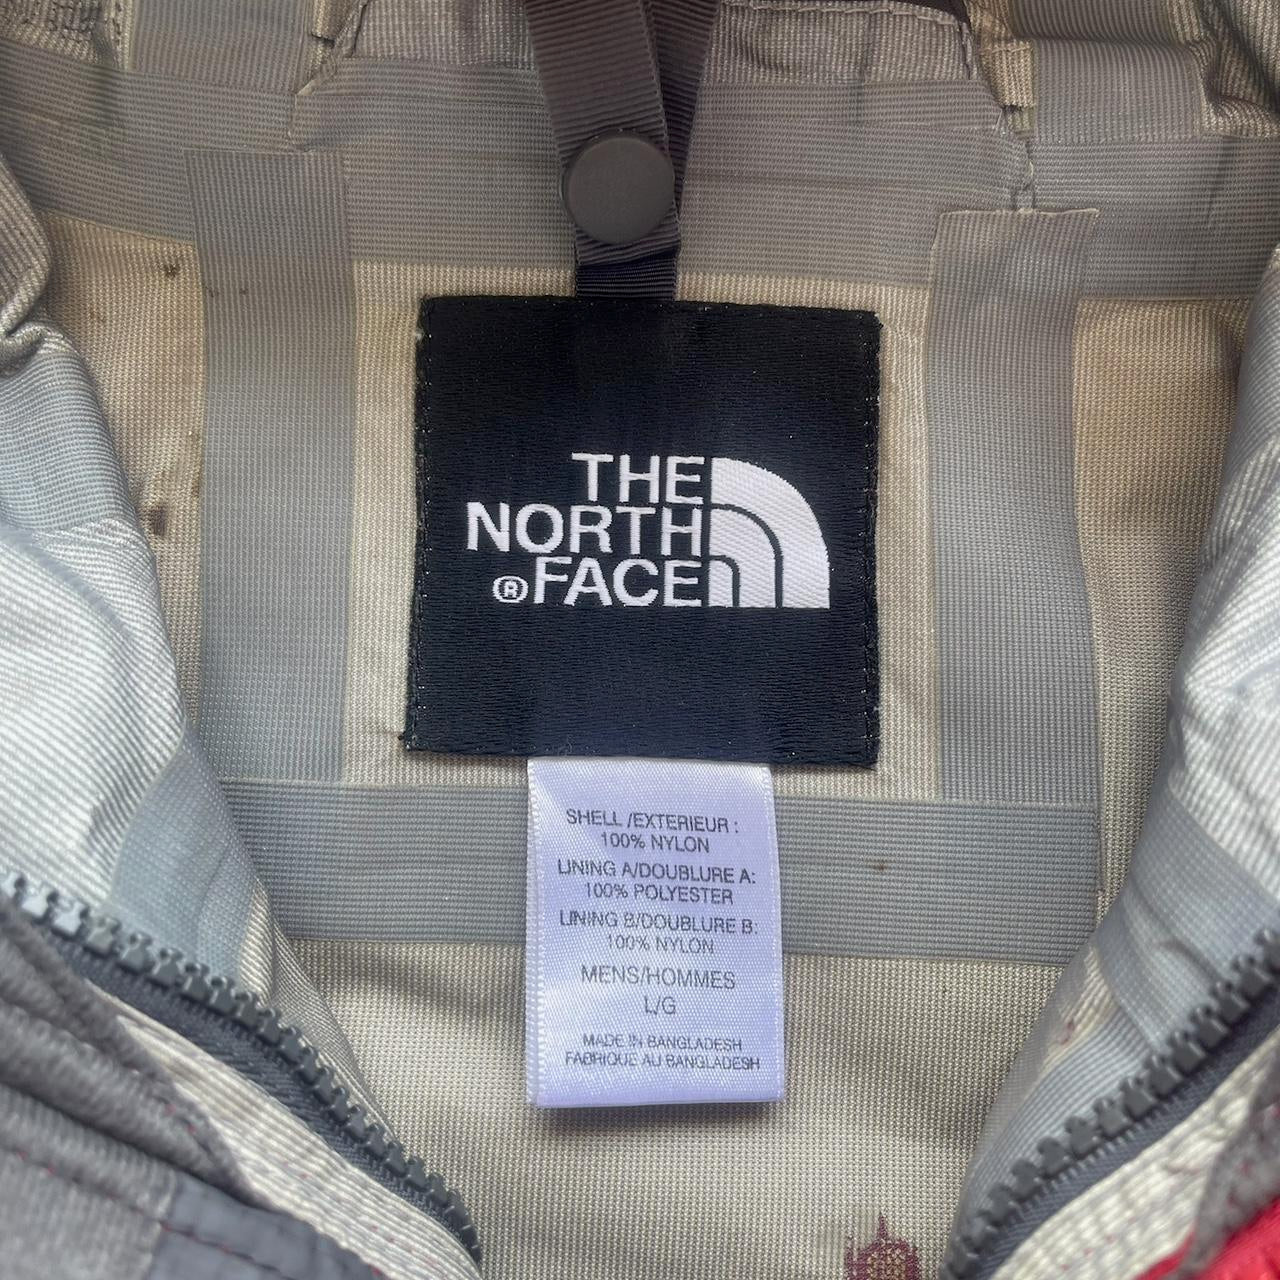 THE
NORTH
®FACE
SHELL /EXTERIEUR :
100% NYLON
LINING A/DOUBLURE A:
100% POLYESTER
LINING B/DOUBLURE B:
100% NYLON
MENS/HOMMES
L/G
MADE IN BANGLADESH
FABRIQUE AU BANGLADESH